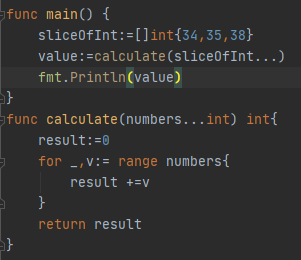 func main() {
    sliceOfInt:=[]int{34,35,38}
    value:=calculate(sliceOfInt...)
    fmt.Println(value)
}
func calculate(numbers...int) int{
    result:=0
    for _,v:= range numbers{
        result +=v
    }
    return result
}